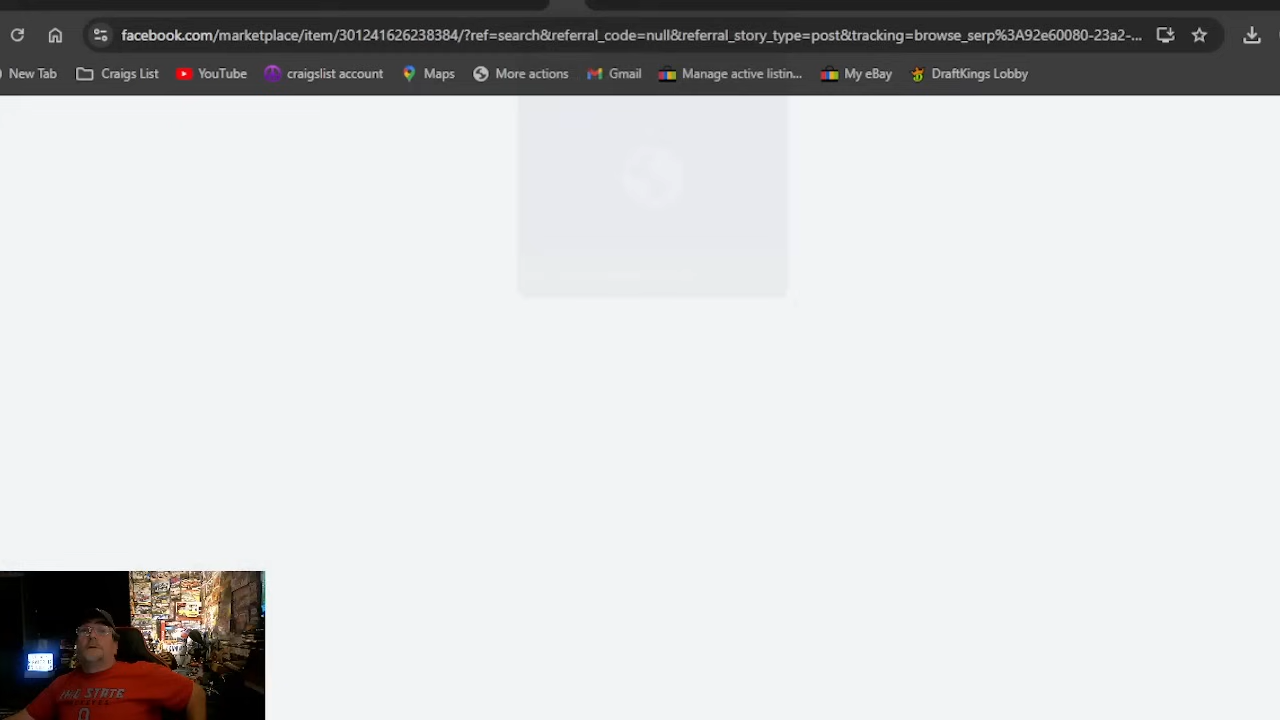 facebook.com/marketplace/item/301241626238384/?ref=search&referral_code=null&referral_story_type=post&tracking=browse_serp%3A92e60080-23a2-...
New Tab Craigs List YouTube craigslist account Maps More actions Gmail Manage active listin... My eBay DraftKings Lobby
STATE